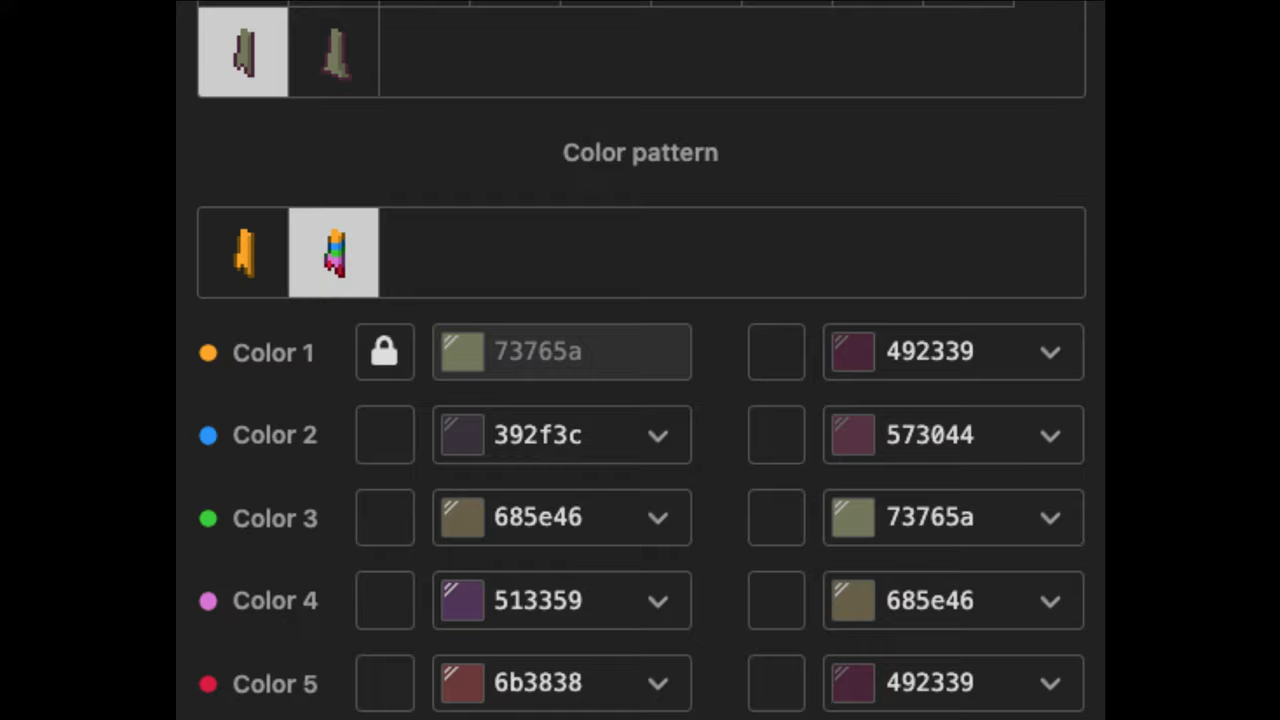 Color pattern
Color 1 73765a 492339
Color 2 392f3c 573044
Color 3 685e46 73765a
Color 4 513359 685e46
Color 5 6b3838 492339